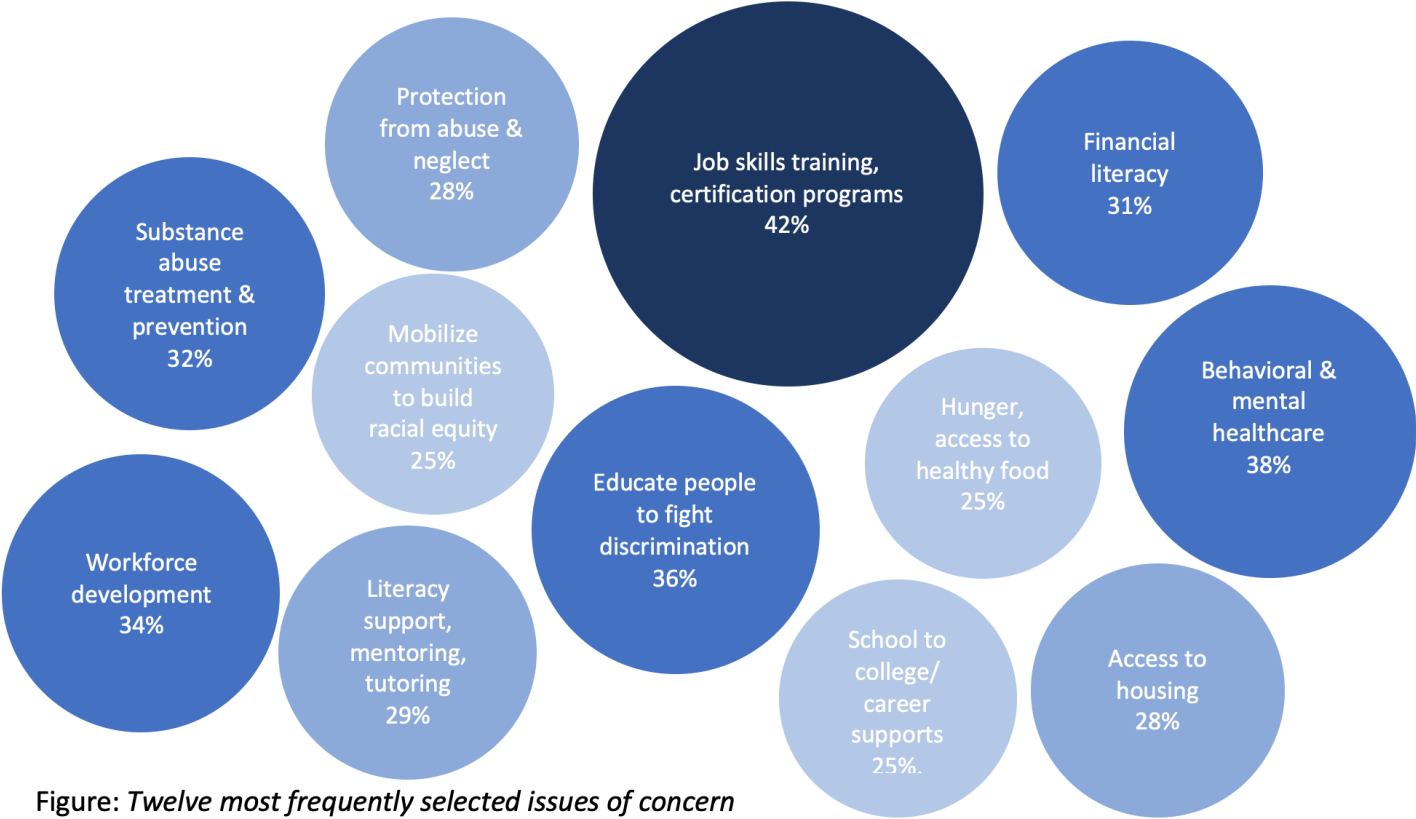 Protection
from abuse &
neglect
28%
Job skills training,
certification programs
42%
Financial
literacy
31%
Substance
abuse
treatment &
prevention
32%
Mobilize
communities
to build
racial equity
25%
Hunger,
access to
healthy food
25%
Behavioral &
mental
healthcare
38%
Workforce
development
34%
Literacy
support,
mentoring,
tutoring
29%
Educate people
to fight
discrimination
36%
School to
college/
career
supports
25%.
Access to
housing
28%
Figure: Twelve most frequently selected issues of concern